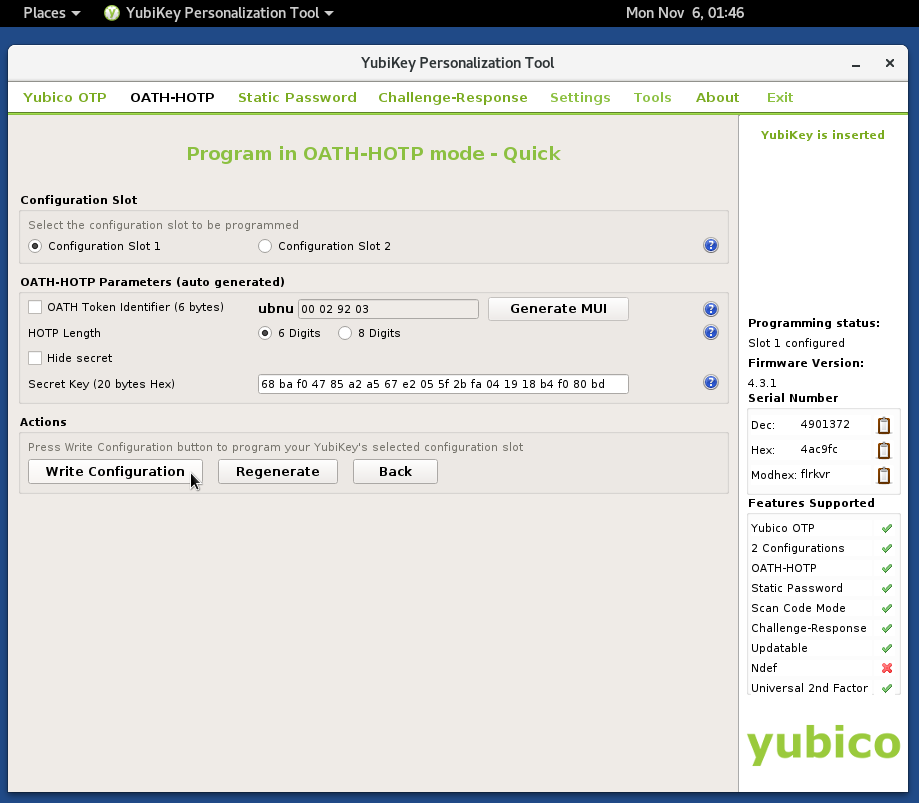 Places YubiKey Personalization Tool Mon Nov 6, 01:46
YubiKey Personalization Tool
Yubico OTP OATH-HOTP Static Password Challenge-Response Settings Tools About Exit
Program in OATH-HOTP mode - Quick
Configuration Slot
Select the configuration slot to be programmed
Configuration Slot 1 Configuration Slot 2 ?
OATH-HOTP Parameters (auto generated)
OATH Token Identifier (6 bytes) ubnu 00 02 92 03 Generate MUI ?
HOTP Length 6 Digits 8 Digits ?
Hide secret
Secret Key (20 bytes Hex) 68 ba f0 47 85 a2 a5 67 e2 05 5f 2b fa 04 19 18 b4 f0 80 bd ?
Actions
Press Write Configuration button to program your YubiKey's selected configuration slot
Write Configuration Regenerate Back
YubiKey is inserted
Programming status:
Slot 1 configured
Firmware Version:
4.3.1
Serial Number
Dec: 4901372
Hex: 4ac9fc
Modhex: flrkvr
Features Supported
Yubico OTP
2 Configurations
OATH-HOTP
Static Password
Scan Code Mode
Challenge-Response
Updatable
Ndef
Universal 2nd Factor
yubico